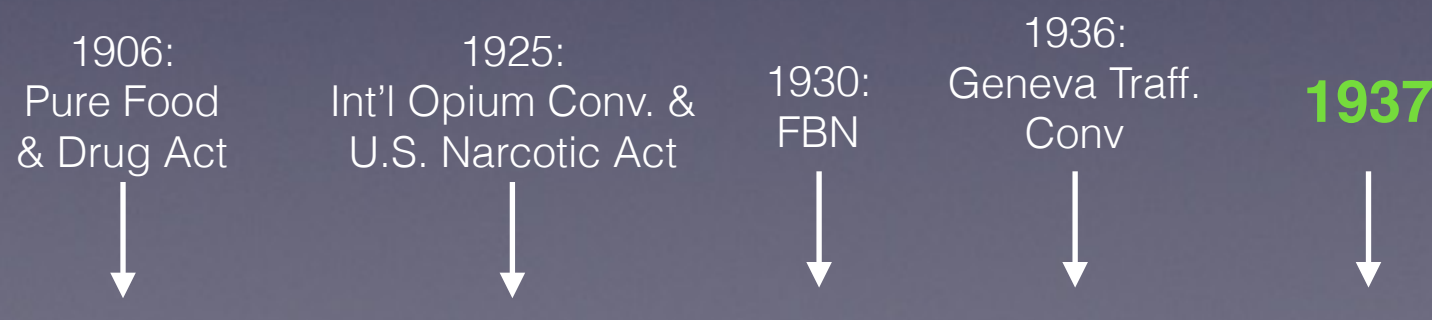 1906:
Pure Food
& Drug Act
1925:
Int'l Opium Conv. &
U.S. Narcotic Act
1930:
FBN
1936:
Geneva Traff.
Conv
1937